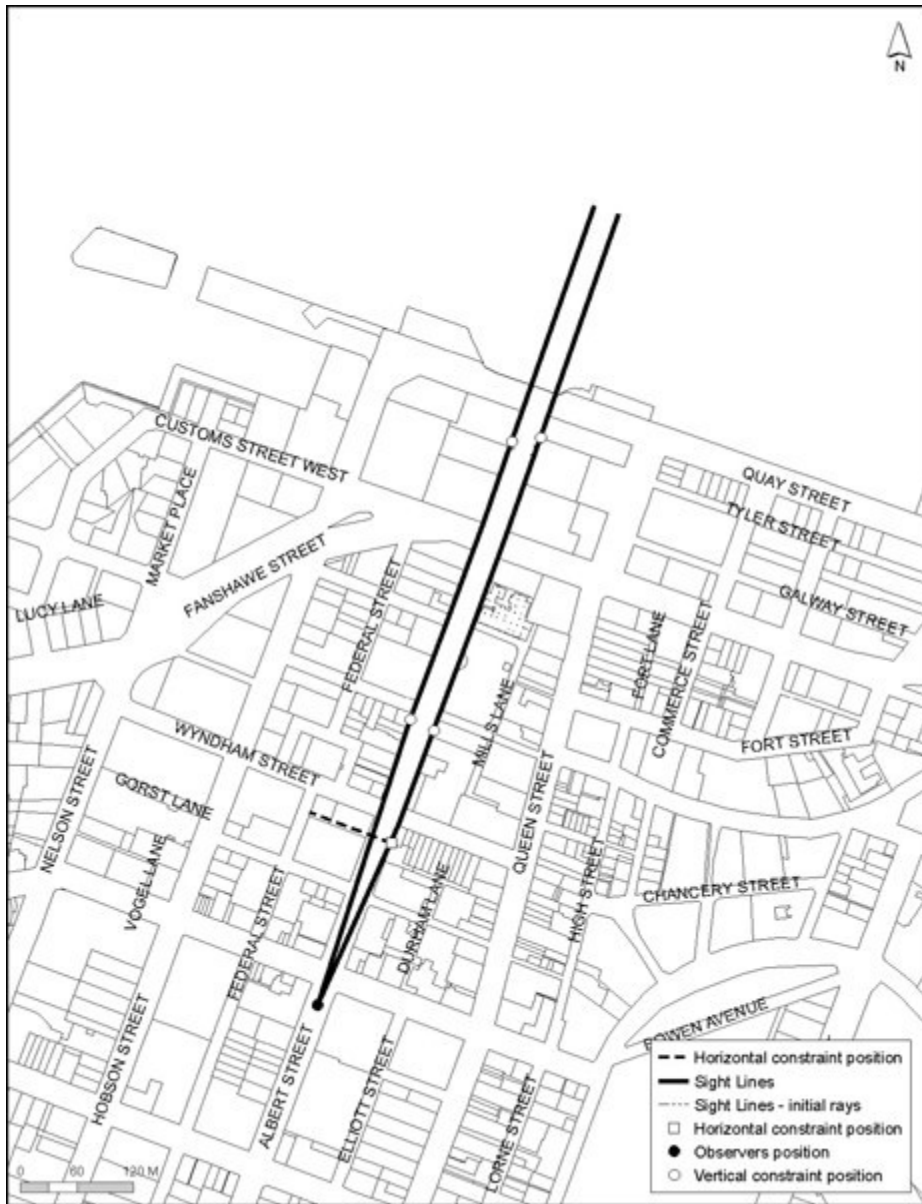 N
CUSTOMS STREET WEST
QUAY STREET
TYLER STREET
MARKET PLACE
FANSHAWE STREET
GALWAY STREET
LUCY LANE
FEDERAL STREET
FORT LANE
COMMERCE STREET
MILLS LANE
FORT STREET
WYNDHAM STREET
GORST LANE
NELSON STREET
QUEEN STREET
VOGEL LANE
HIGH STREET
CHANCERY STREET
DURHAM LANE
FEDERAL STREET
BOWEN AVENUE
HOBSON STREET
ALBERT STREET
ELLIOTT STREET
LORNE STREET
Horizontal constraint position
Sight Lines
Sight Lines - initial rays
Horizontal constraint position
Observers position
Vertical constraint position
0 60 120 M